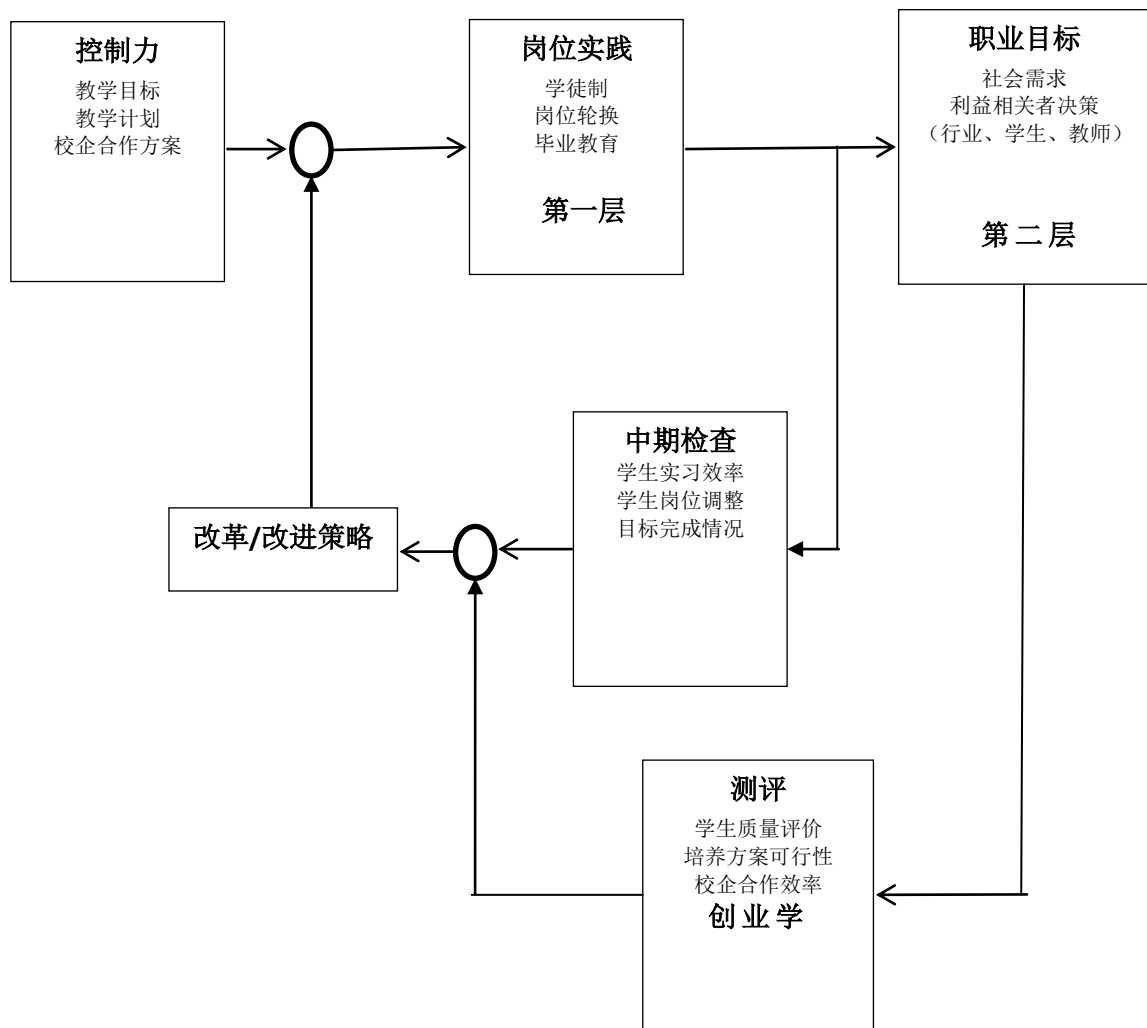 控制力
教学目标
教学计划
校企合作方案
岗位实践
学徒制
岗位轮换
毕业教育
第一层
职业目标
社会需求
利益相关者决策
（行业、学生、教师）
第 二 层
中期检查
学生实习效率
学生岗位调整
目标完成情况
改革/改进策略
测评
学生质量评价
培养方案可行性
校企合作效率
创 业 学